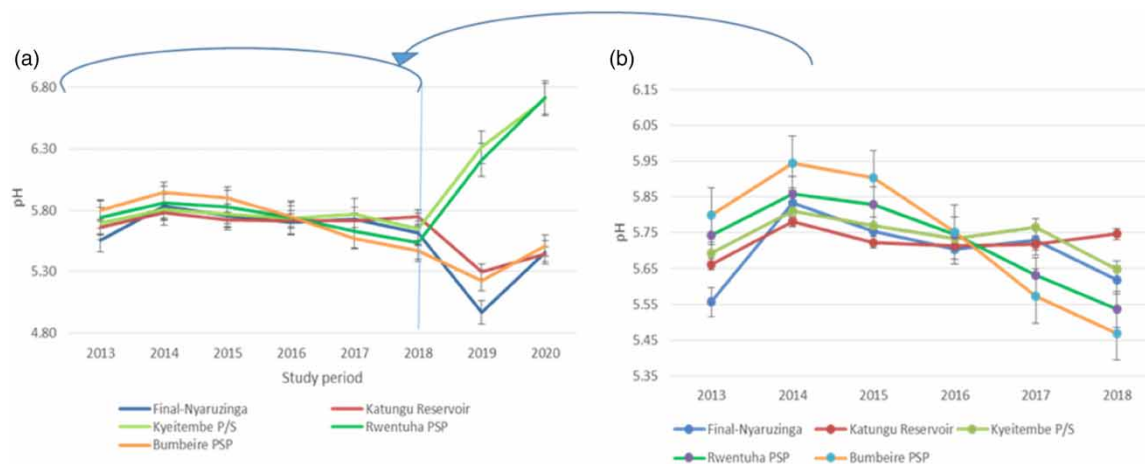 (a)
6.80
6.30
5.80
5.30
4.80
pH
2013 2014 2015 2016 2017 2018 2019 2020
Study period
Final-Nyaruzinga Katungu Reservoir
Kyeitembe P/S Rwentuha PSP
Bumbeire PSP
(b)
6.15
6.05
5.95
5.85
5.75
5.65
5.55
5.45
5.35
pH
2013 2014 2015 2016 2017 2018
Final-Nyaruzinga Katungu Reservoir Kyeitembe P/S
Rwentuha PSP Bumbeire PSP